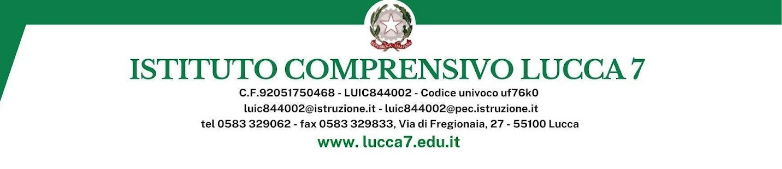 ISTITUTO COMPRENSIVO LUCCA 7
C.F.92051750468 - LUIC844002 - Codice univoco uf76k0
luic844002@istruzione.it - luic844002@pec.istruzione.it
tel 0583 329062 - fax 0583 329833, Via di Fregionaia, 27 - 55100 Lucca
www. lucca7.edu.it